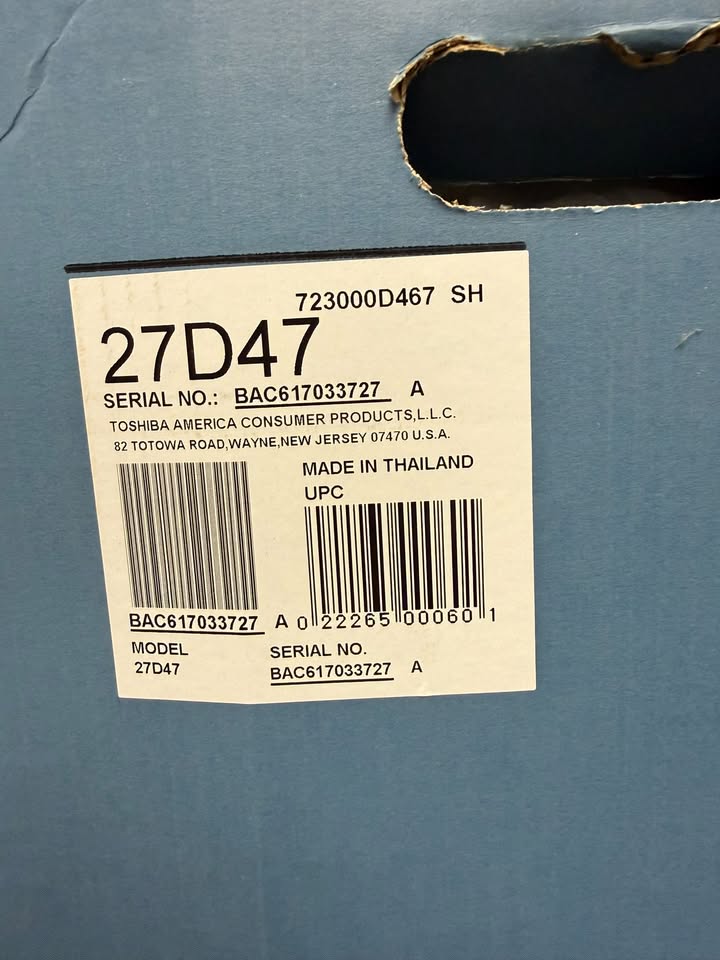 723000D467 SH
27D47
SERIAL NO.: BAC617033727 A
TOSHIBA AMERICA CONSUMER PRODUCTS,L.L.C.
82 TOTOWA ROAD,WAYNE,NEW JERSEY 07470 U.S.A.
MADE IN THAILAND
UPC
BAC617033727 A
0 22265 00060 1
MODEL
27D47
SERIAL NO.
BAC617033727 A